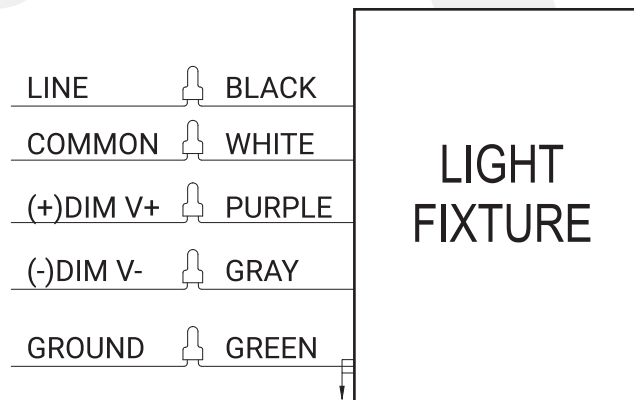 LINE BLACK
COMMON WHITE
(+)DIM V+ PURPLE
(-)DIM V- GRAY
GROUND GREEN
LIGHT
FIXTURE